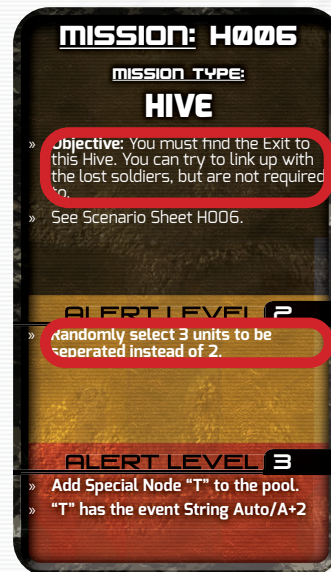 MISSION: H006
MISSION TYPE:
HIVE
» Objective: You must find the Exit to
this Hive. You can try to link up with
the lost soldiers, but are not required
to.
» See Scenario Sheet H006.
ALERT LEVEL 2
» Randomly select 3 units to be
seperated instead of 2.
ALERT LEVEL 3
» Add Special Node “T” to the pool.
» “T” has the event String Auto/A+2